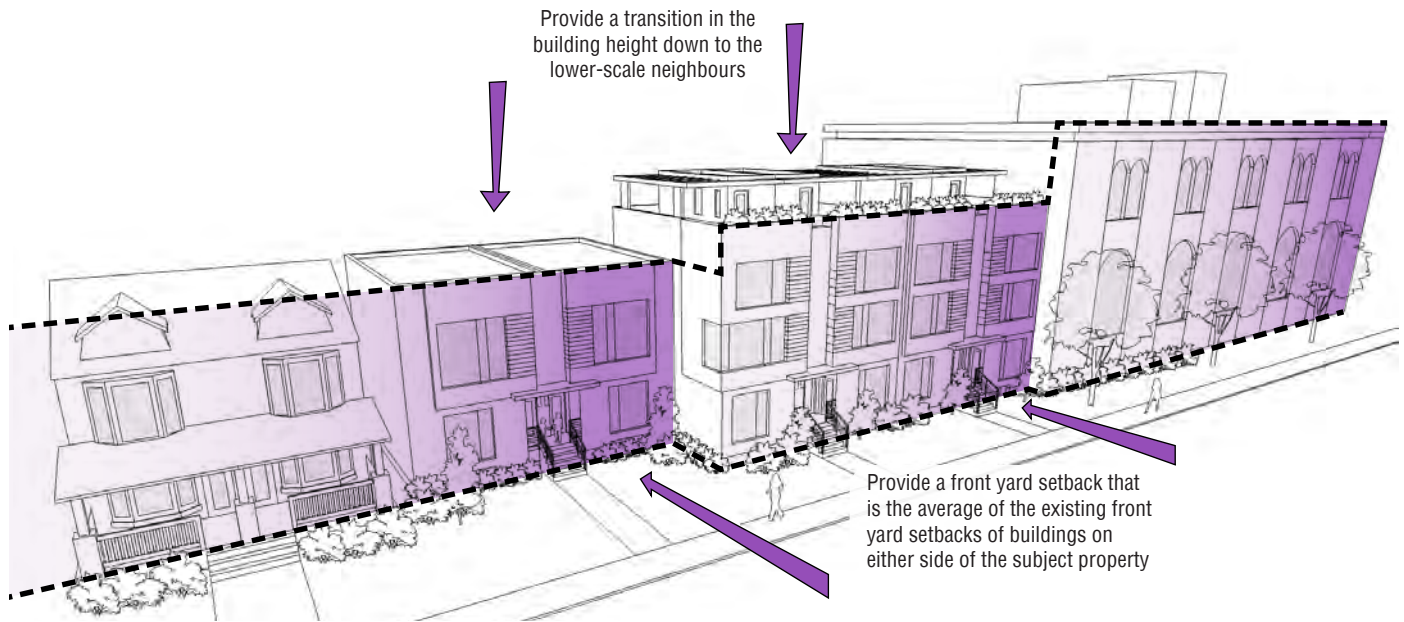 Provide a transition in the
building height down to the
lower-scale neighbours
Provide a front yard setback that
is the average of the existing front
yard setbacks of buildings on
either side of the subject property